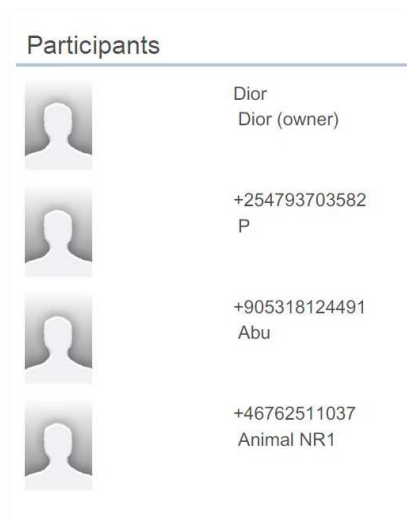 Participants
Dior
Dior (owner)
+254793703582
P
+905318124491
Abu
+46762511037
Animal NR1